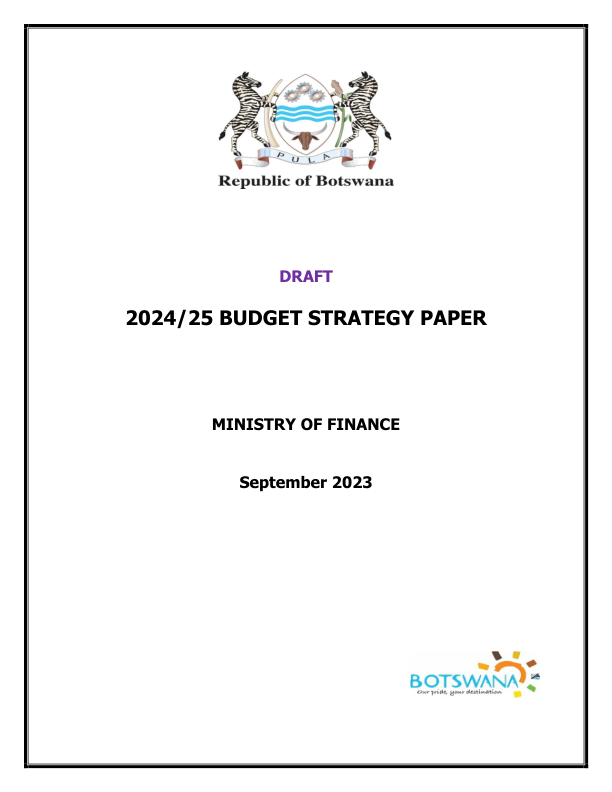 PULA
Republic of Botswana
DRAFT
2024/25 BUDGET STRATEGY PAPER
MINISTRY OF FINANCE
September 2023
BOTSWANA
Our pride, your destination